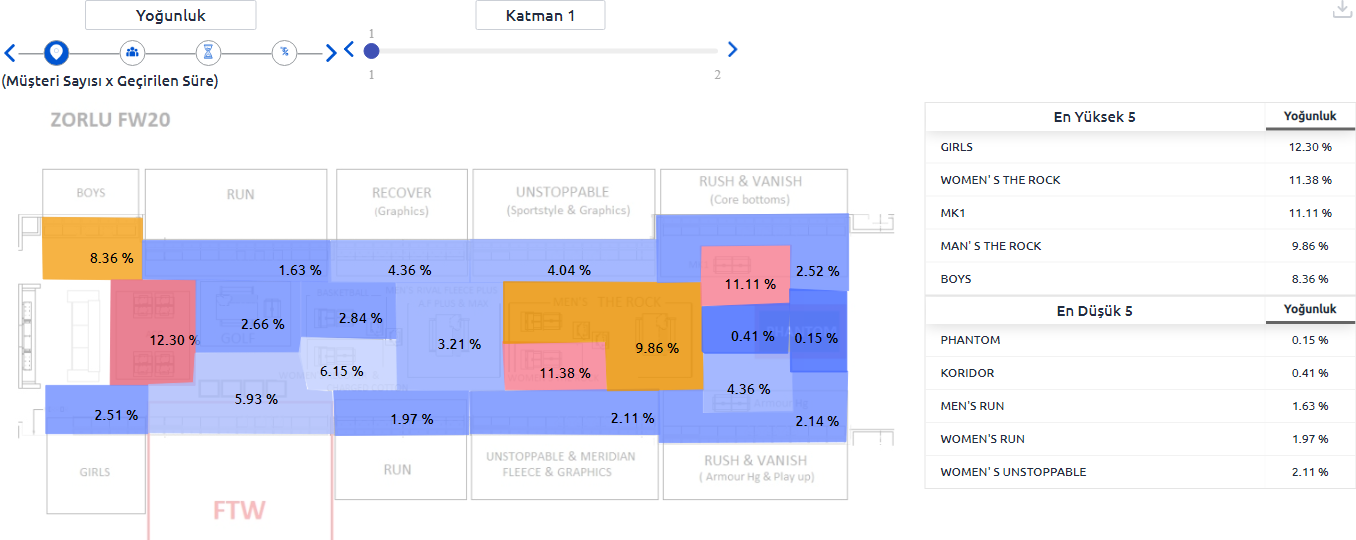 Yoğunluk
Katman 1
1
1
2
(Müşteri Sayısı x Geçirilen Süre)
ZORLU FW20
BOYS
RUN
RECOVER
(Graphics)
UNSTOPPABLE
(Sportstyle & Graphics)
RUSH & VANISH
(Core bottoms)
8.36 %
1.63 %
4.36 %
4.04 %
2.52 %
11.11 %
MEN'S THE ROCK
2.66 %
GOLF
2.84 %
12.30 %
3.21 %
9.86 %
0.41 %
0.15 %
6.15 %
11.38 %
4.36 %
5.93 %
2.51 %
1.97 %
2.11 %
2.14 %
Armour Hg
GIRLS
RUN
UNSTOPPABLE & MERIDIAN
FLEECE & GRAPHICS
RUSH & VANISH
( Armour Hg & Play up)
FTW
En Yüksek 5 Yoğunluk
GIRLS 12.30 %
WOMEN' S THE ROCK 11.38 %
MK1 11.11 %
MAN' S THE ROCK 9.86 %
BOYS 8.36 %
En Düşük 5 Yoğunluk
PHANTOM 0.15 %
KORIDOR 0.41 %
MEN'S RUN 1.63 %
WOMEN'S RUN 1.97 %
WOMEN' S UNSTOPPABLE 2.11 %